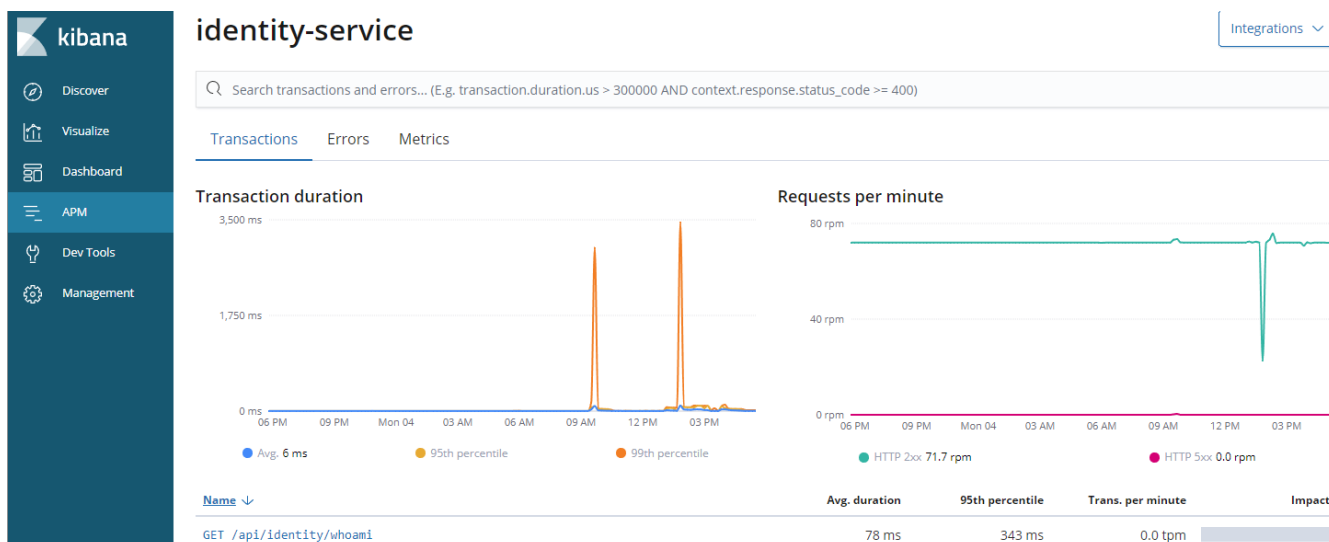 kibana
Discover
Visualize
Dashboard
APM
Dev Tools
Management
identity-service
Integrations
Search transactions and errors... (E.g. transaction.duration.us > 300000 AND context.response.status_code >= 400)
Transactions Errors Metrics
Transaction duration
3,500 ms
1,750 ms
0 ms
06 PM 09 PM Mon 04 03 AM 06 AM 09 AM 12 PM 03 PM
Avg. 6 ms 95th percentile 99th percentile
Requests per minute
80 rpm
40 rpm
0 rpm
06 PM 09 PM Mon 04 03 AM 06 AM 09 AM 12 PM 03 PM
HTTP 2xx 71.7 rpm HTTP 5xx 0.0 rpm
Name Avg. duration 95th percentile Trans. per minute Impact
GET /api/identity/whoami 78 ms 343 ms 0.0 tpm